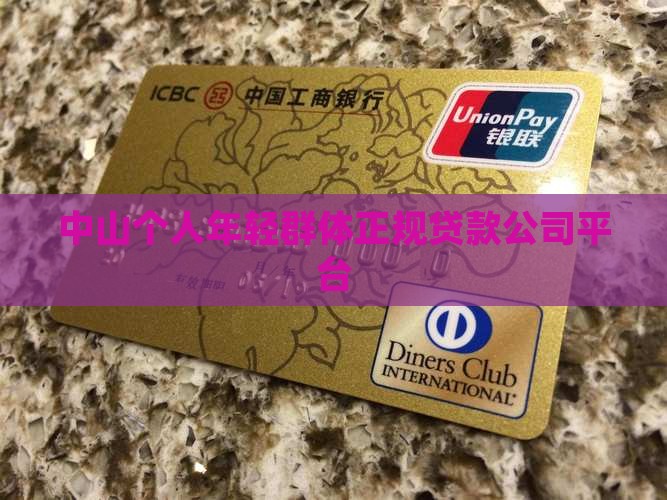 ICBC 中国工商银行
UnionPay
银联
中山个人年轻群体正规贷款公司平
台
Diners Club
INTERNATIONAL